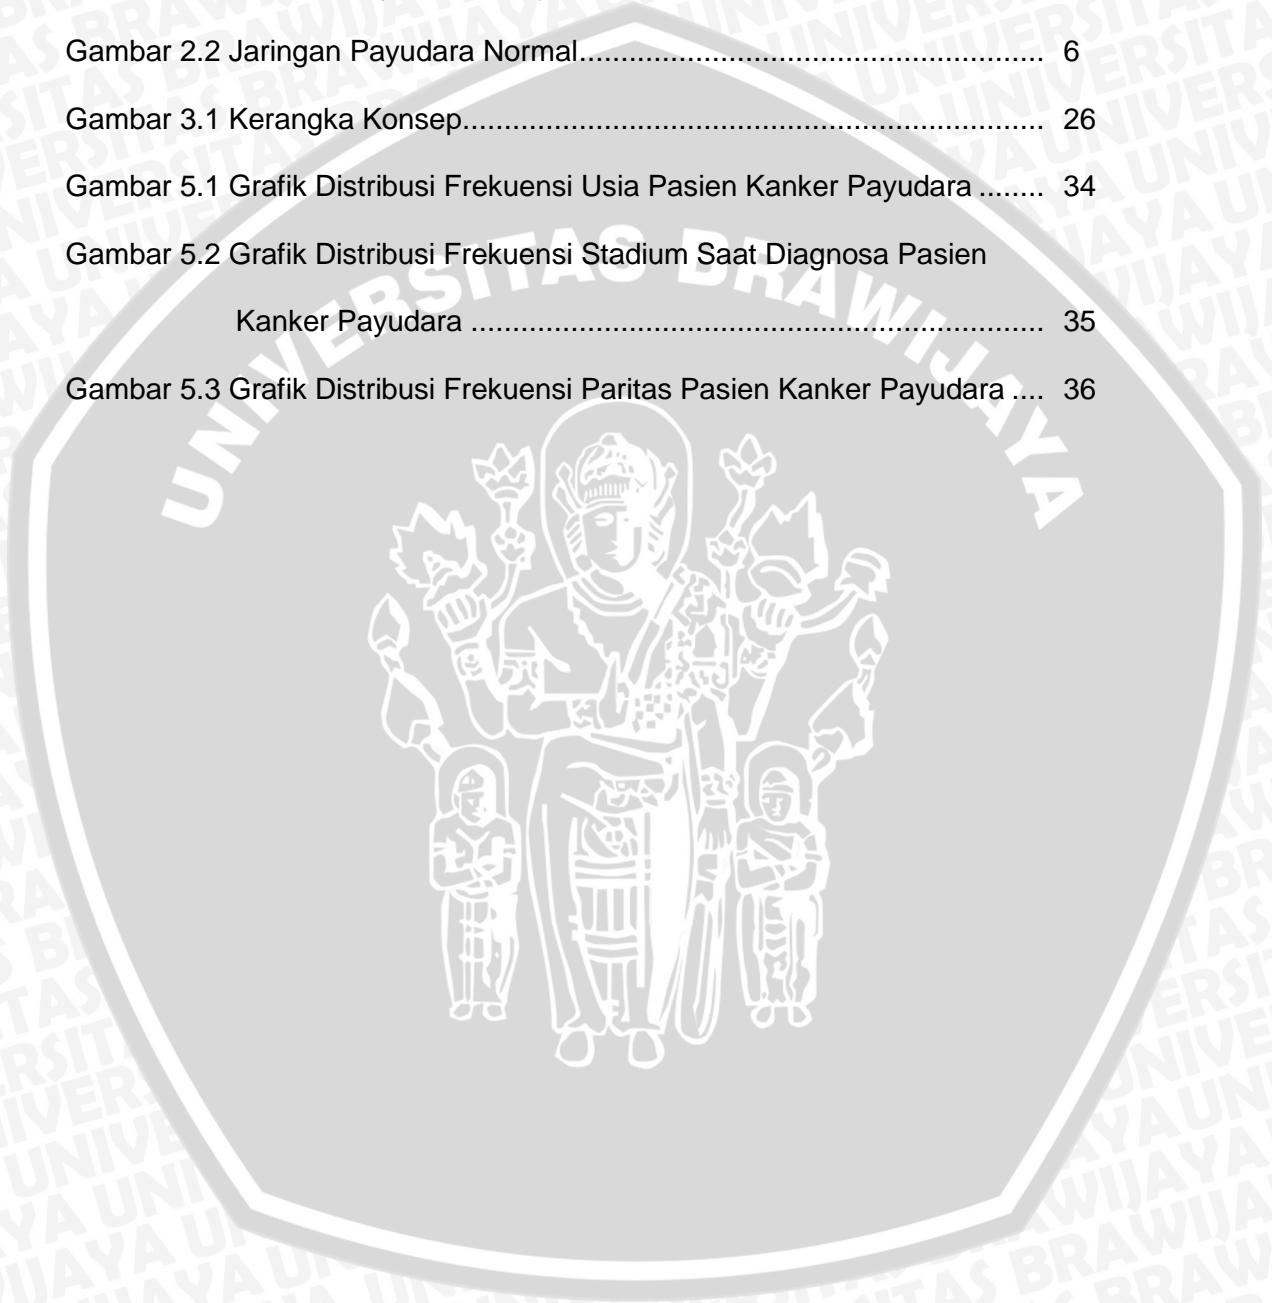 Gambar 2.2 Jaringan Payudara Normal........................................................ 6
Gambar 3.1 Kerangka Konsep...................................................................... 26
Gambar 5.1 Grafik Distribusi Frekuensi Usia Pasien Kanker Payudara ........ 34
Gambar 5.2 Grafik Distribusi Frekuensi Stadium Saat Diagnosa Pasien
Kanker Payudara ..................................................................... 35
Gambar 5.3 Grafik Distribusi Frekuensi Paritas Pasien Kanker Payudara .... 36
UNIVERSITAS BRAWIJAYA